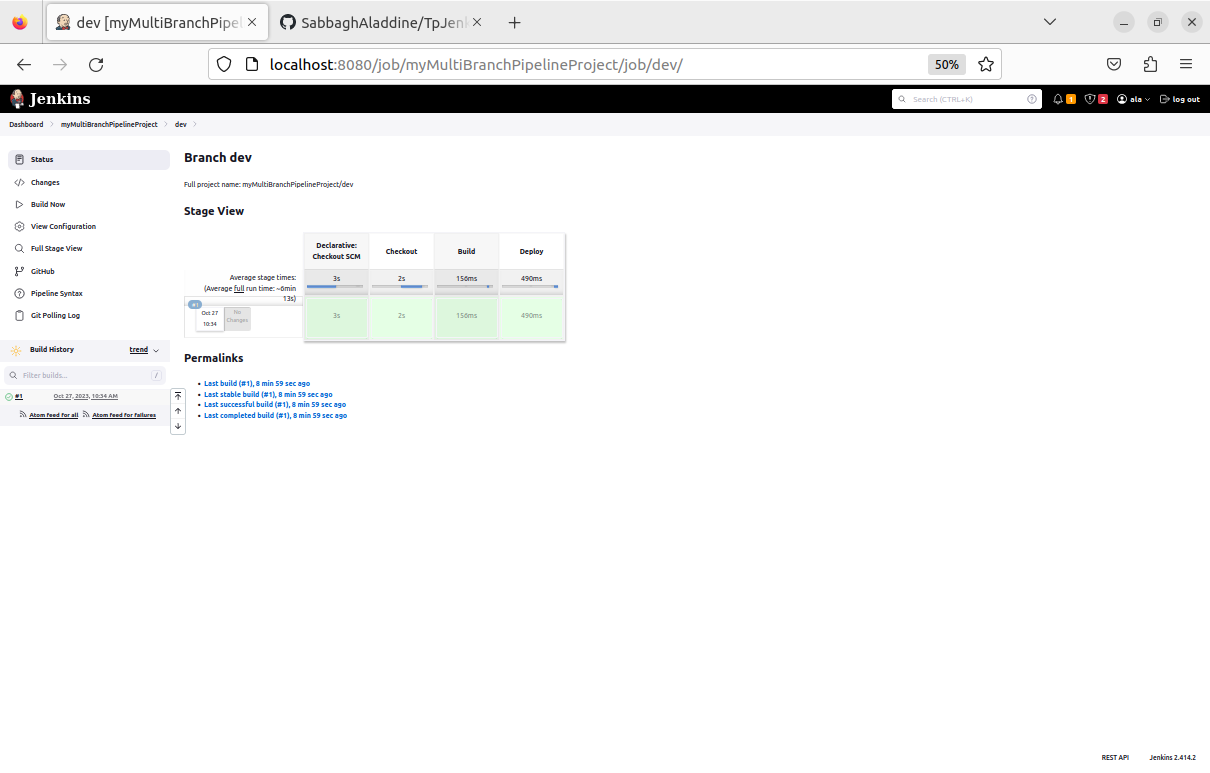 dev [myMultiBranchPipel
SabbaghAladdine/TpJen
localhost:8080/job/myMultiBranchPipelineProject/job/dev/
50%
Jenkins
Search (CTRL+K)
1
2
ala
log out
Dashboard
myMultiBranchPipelineProject
dev
Status
Changes
Build Now
View Configuration
Full Stage View
GitHub
Pipeline Syntax
Git Polling Log
Build History
trend
Filter builds...
/
#1
Oct 27, 2023, 10:34 AM
Atom feed for all
Atom feed for failures
Branch dev
Full project name: myMultiBranchPipelineProject/dev
Stage View
Declarative:
Checkout SCM
Checkout
Build
Deploy
Average stage times:
(Average full run time: ~6min
13s)
3s
2s
156ms
490ms
#1
Oct 27
10:34
No
Changes
3s
2s
156ms
490ms
Permalinks
Last build (#1), 8 min 59 sec ago
Last stable build (#1), 8 min 59 sec ago
Last successful build (#1), 8 min 59 sec ago
Last completed build (#1), 8 min 59 sec ago
REST API
Jenkins 2.414.2